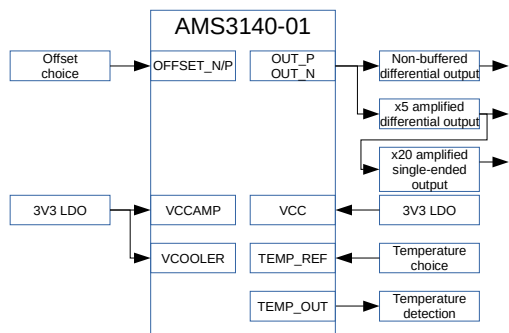 AMS3140-01
Offset
choice
OFFSET_N/P
OUT_P
OUT_N
Non-buffered
differential output
x5 amplified
differential output
x20 amplified
single-ended
output
3V3 LDO
VCCAMP
VCC
3V3 LDO
VCOOLER
TEMP_REF
Temperature
choice
TEMP_OUT
Temperature
detection